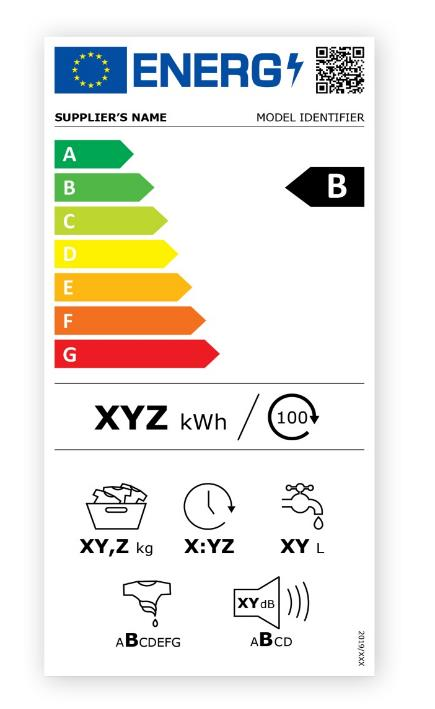 ENERG
SUPPLIER'S NAME MODEL IDENTIFIER
A
B
B
C
D
E
F
G
XYZ kWh / 100
XY,Z kg X:YZ XY L
XY dB
ABCDEFG ABCD
2019/XXX